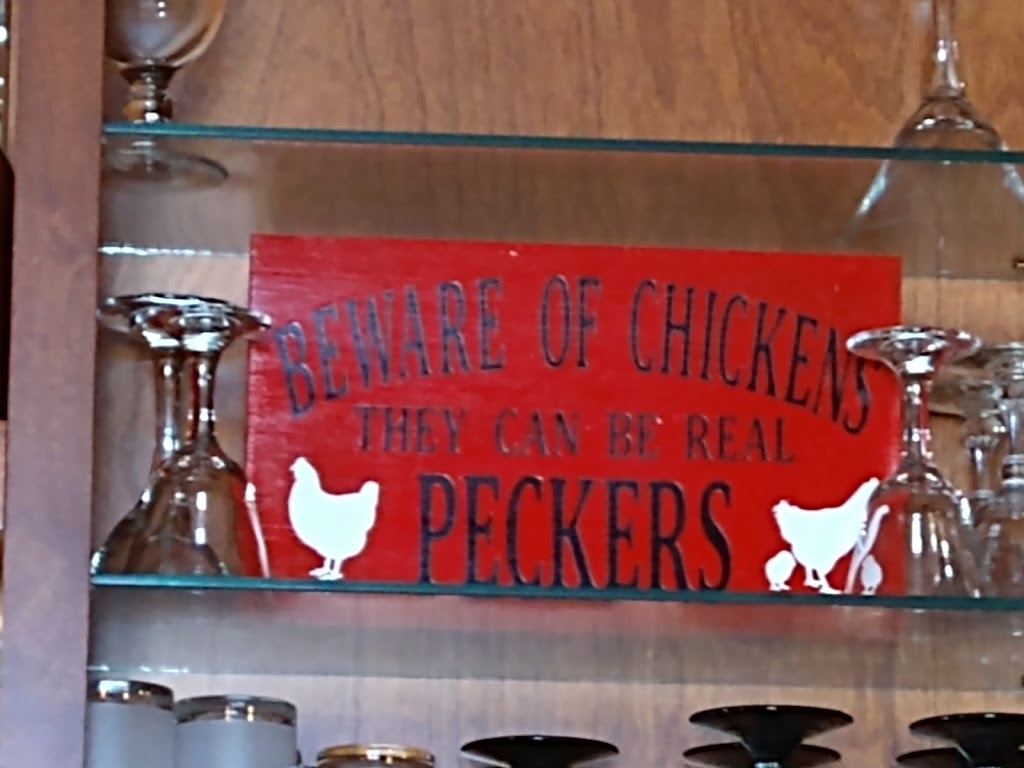 BEWARE OF CHICKENS
THEY CAN BE REAL
PECKERS